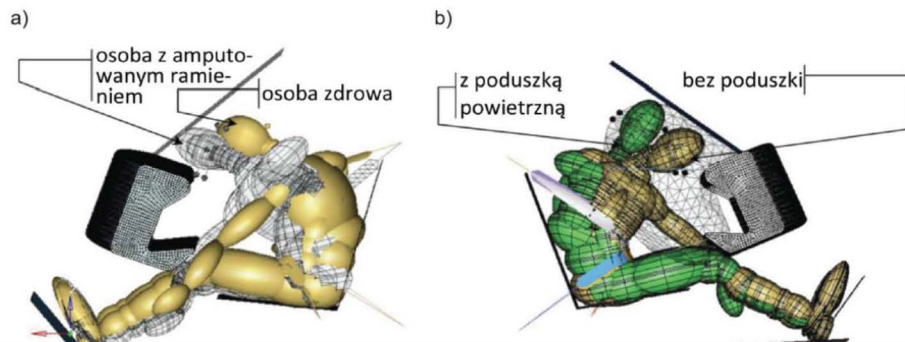 a)
osoba z amputo-
wanym ramie-
niem
osoba zdrowa
b)
z poduszką
powietrzną
bez poduszki